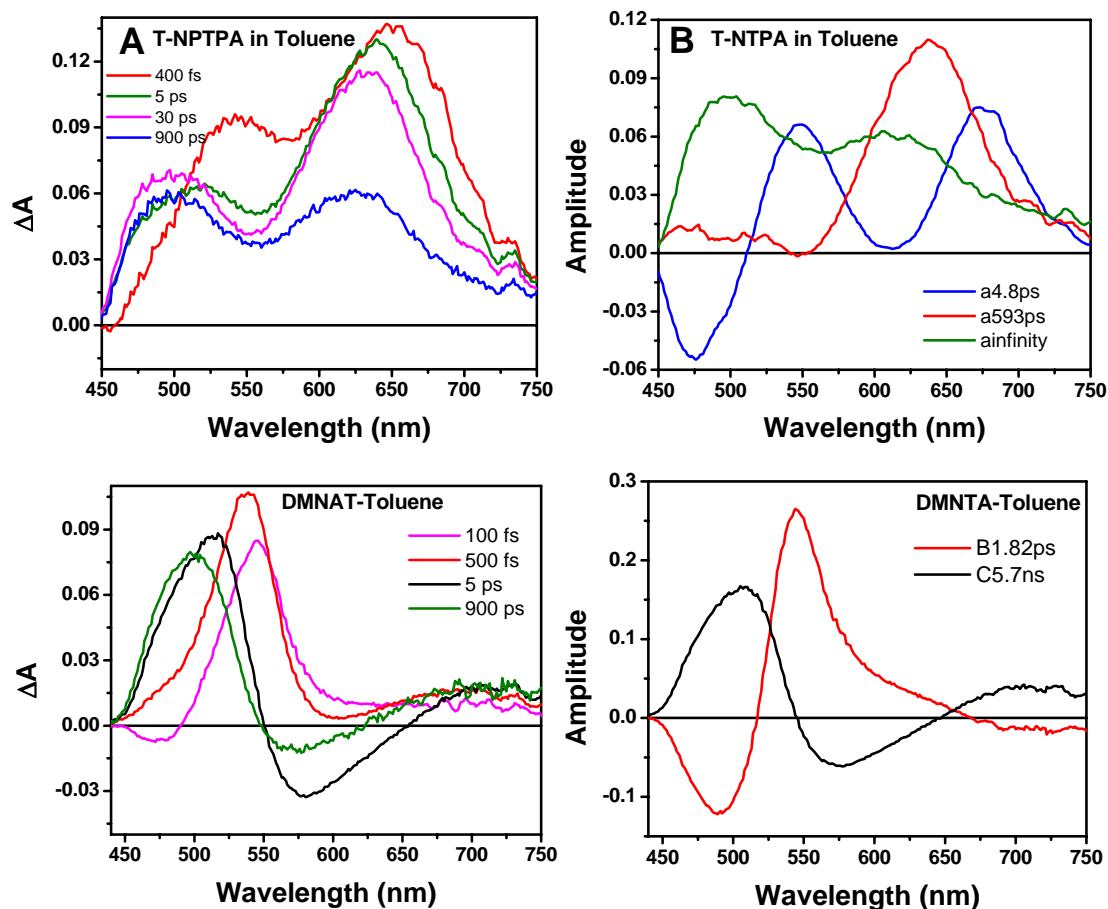 A
T-NPTPA in Toluene
400 fs
5 ps
30 ps
900 ps
0.12
0.09
0.06
0.03
0.00
ΔA
450 500 550 600 650 700 750
Wavelength (nm)
B
T-NTPA in Toluene
0.12
0.09
0.06
0.03
0.00
-0.03
-0.06
Amplitude
a4.8ps
a593ps
ainfinity
450 500 550 600 650 700 750
Wavelength (nm)
DMNAT-Toluene
100 fs
500 fs
5 ps
900 ps
0.09
0.06
0.03
0.00
-0.03
ΔA
450 500 550 600 650 700 750
Wavelength (nm)
DMNTA-Toluene
B1.82ps
C5.7ns
0.3
0.2
0.1
0.0
-0.1
Amplitude
450 500 550 600 650 700 750
Wavelength (nm)